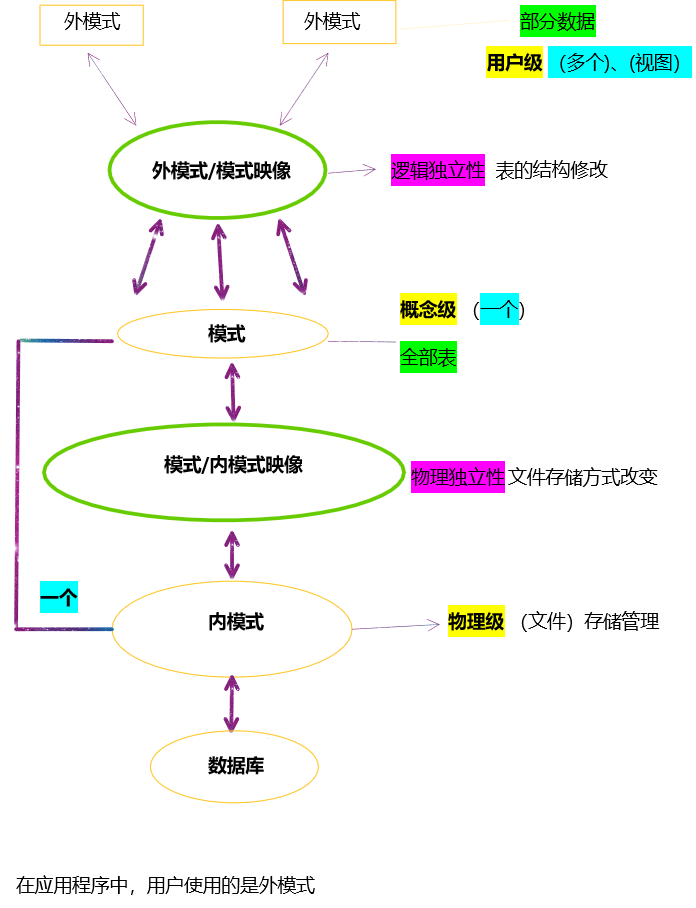 外模式
外模式
部分数据
用户级 （多个）、（视图）
外模式/模式映像
逻辑独立性 表的结构修改
概念级 （一个）
模式
全部表
模式/内模式映像
物理独立性 文件存储方式改变
一个
内模式
物理级 （文件）存储管理
数据库
在应用程序中，用户使用的是外模式